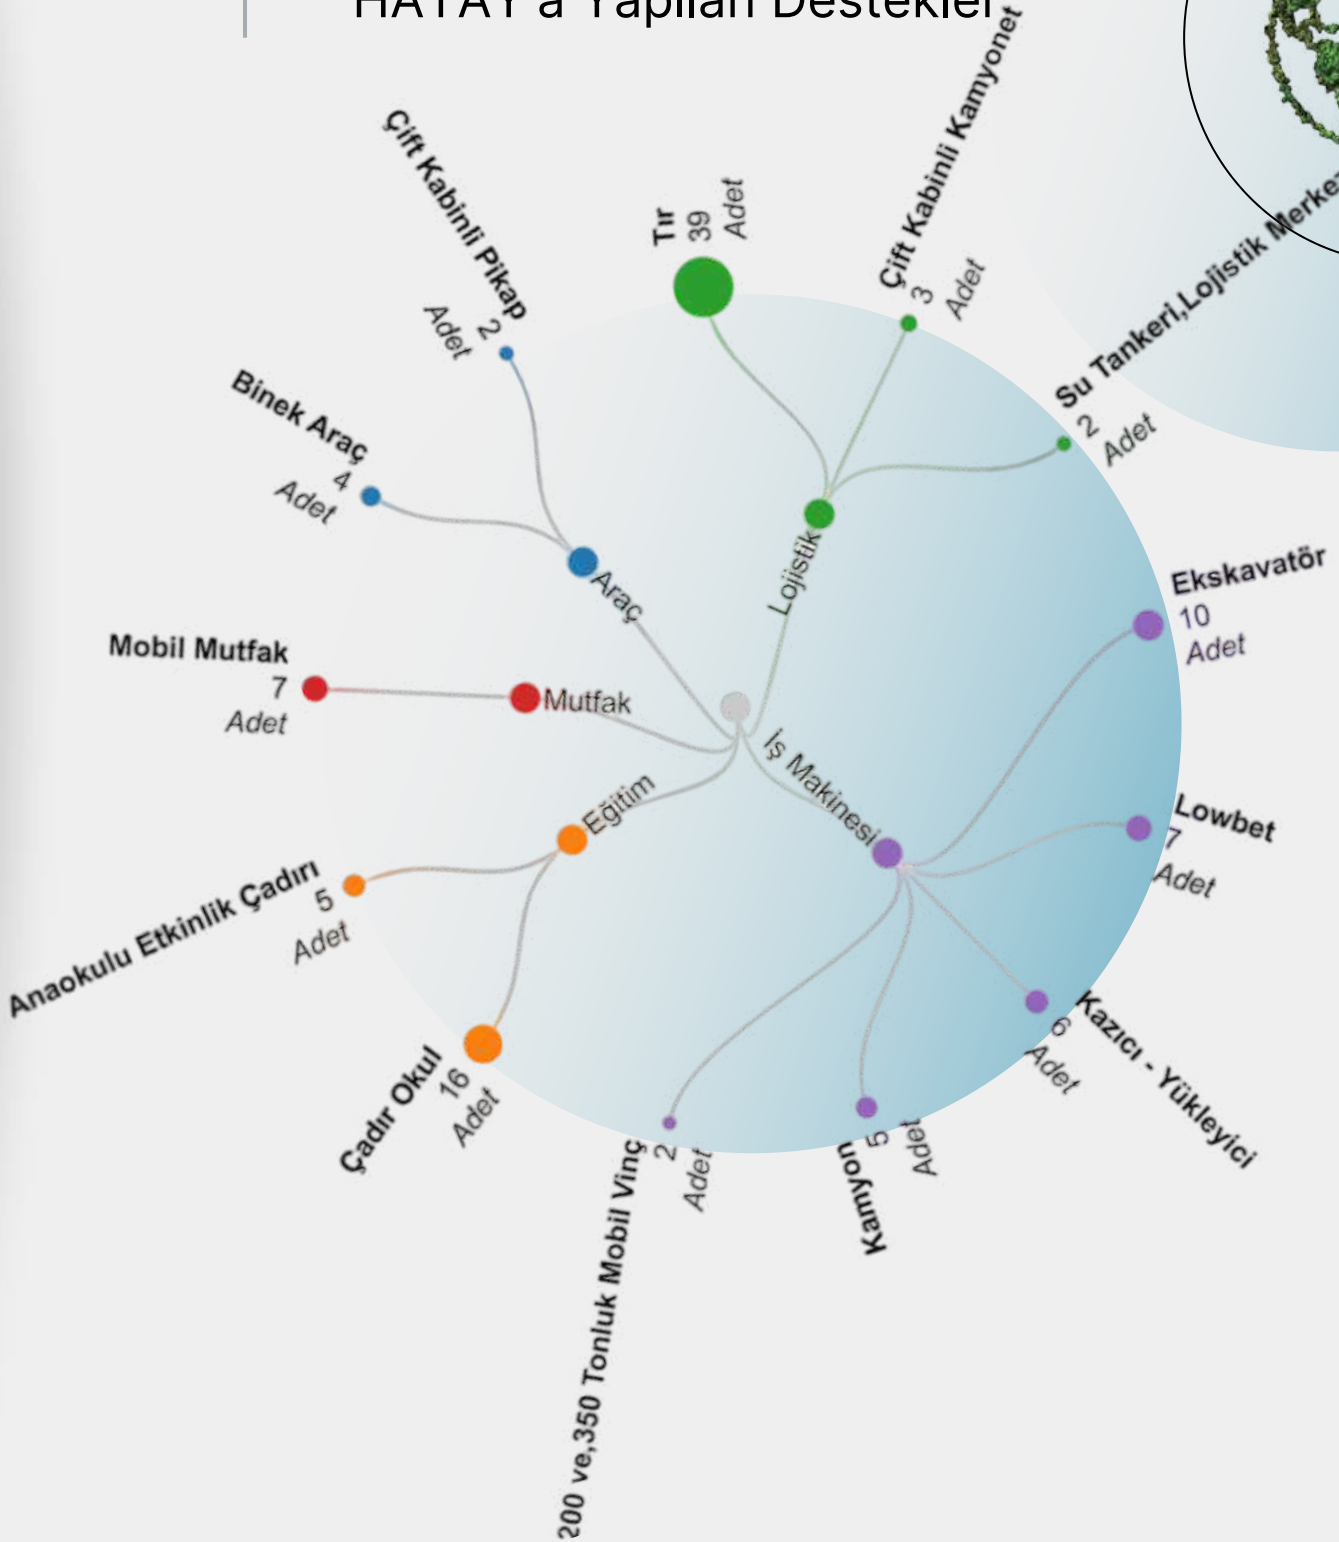 HATAY'a Yapılan Destekler
Çift Kabinli Pikap
2
Adet
Binek Araç
4
Adet
Araç
Tır
39
Adet
Çift Kabinli Kamyonet
3
Adet
Su Tankeri,Lojistik Merkez
2
Adet
Lojistik
Mobil Mutfak
7
Adet
Mutfak
Ekskavatör
10
Adet
Lowbet
7
Adet
Kazıcı - Yükleyici
6
Adet
Kamyon
5
Adet
200 ve,350 Tonluk Mobil Vinç
2
Adet
İş Makinesi
Eğitim
Anaokulu Etkinlik Çadırı
5
Adet
Çadır Okul
16
Adet